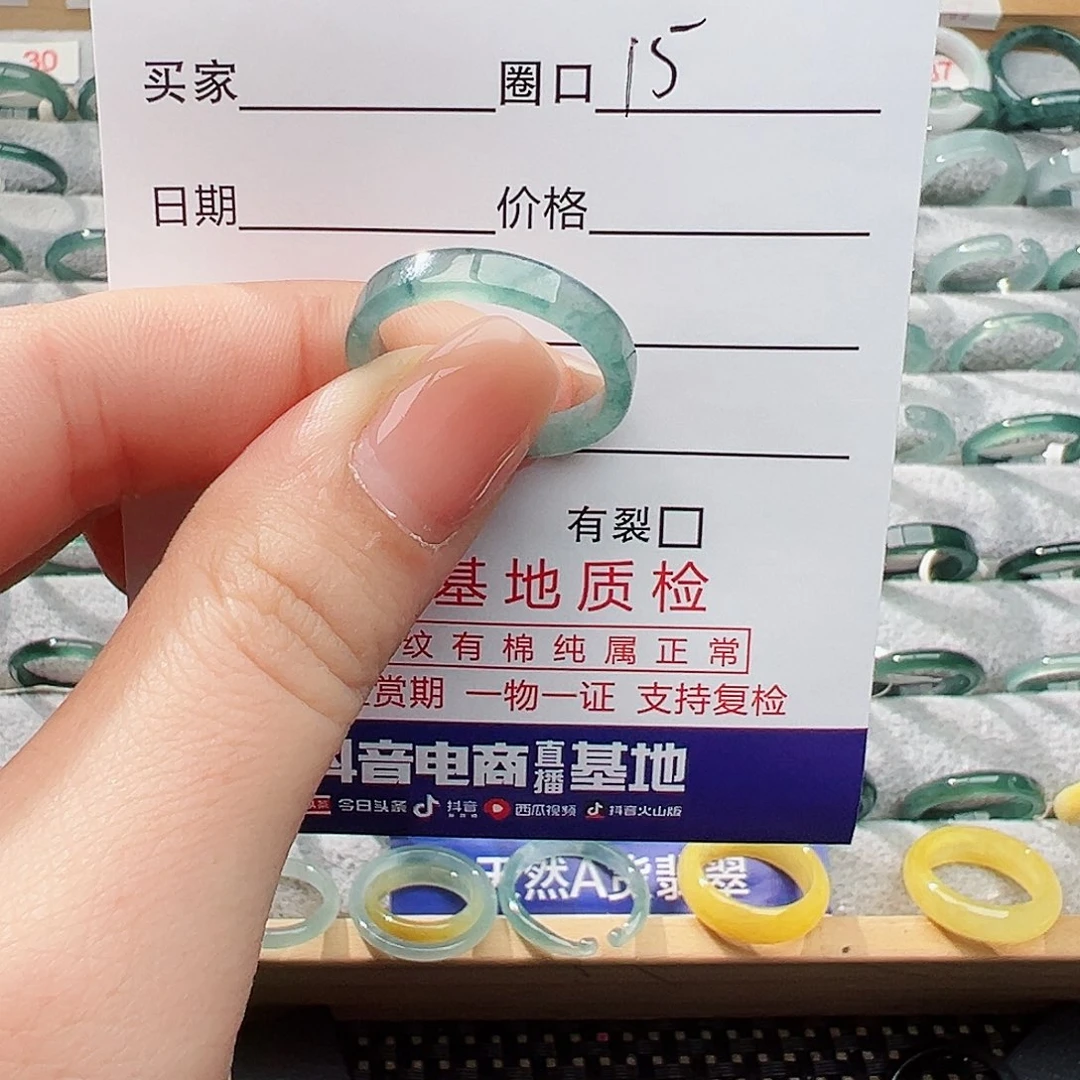 30
买家 圈口 15
日期 价格
有裂□
基地质检
纹有棉纯属正常
赏期 一物一证 支持复检
抖音电商直播基地
今日头条 抖音 西瓜视频 抖音火山版
天然A货翡翠